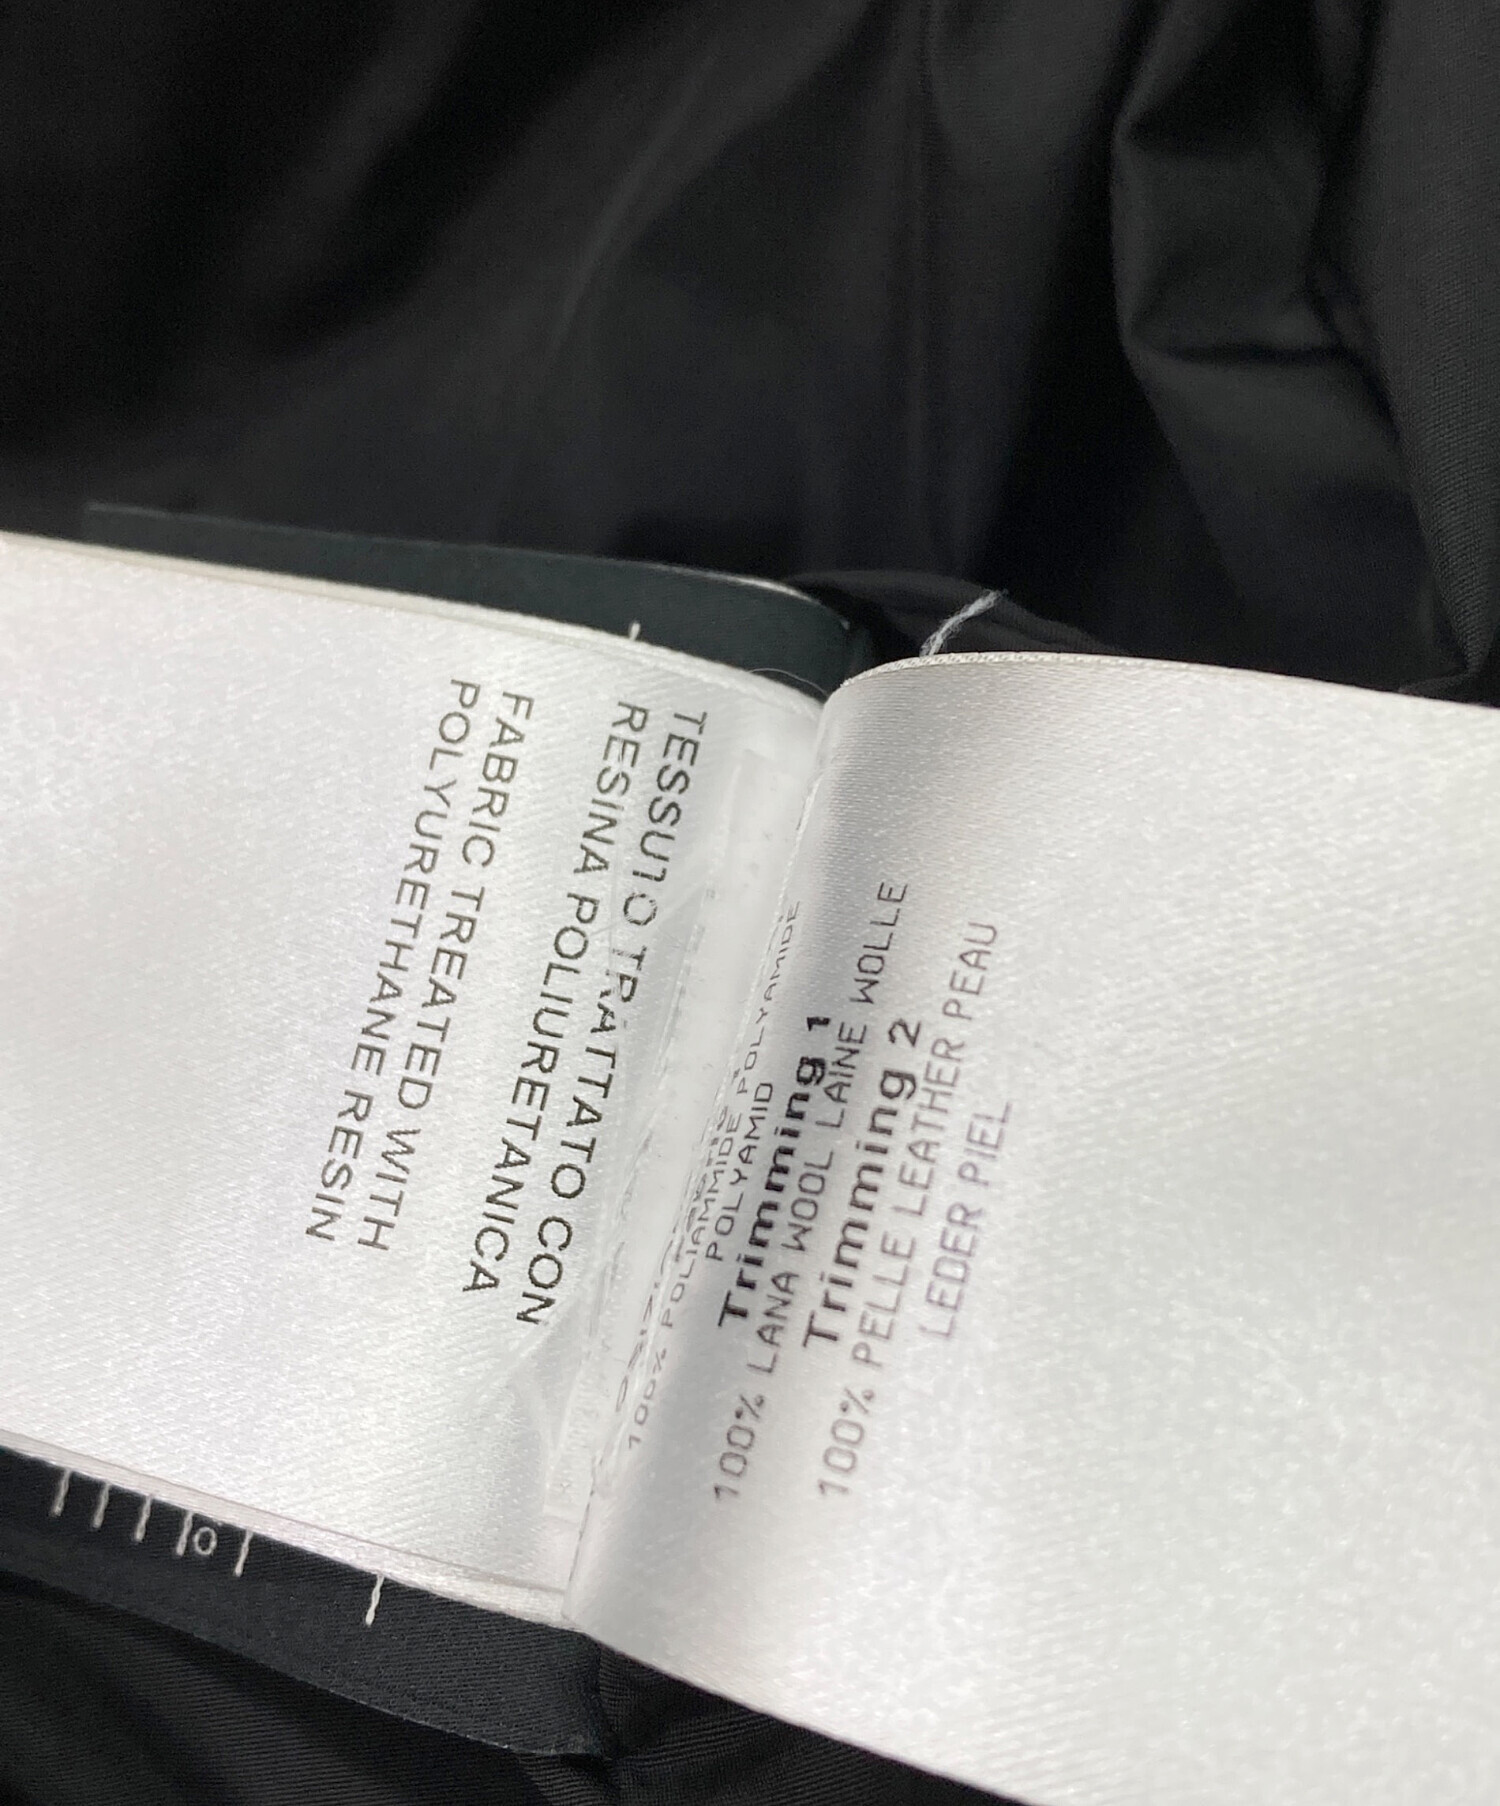 TESSUTO TRATTATO CON
RESINA POLIURETANICA
FABRIC TREATED WITH
POLYURETHANE RESIN
100% POLIAMMIDE POLYAMIDE
POLYAMID
Trimming 1
100% LANA WOOL LAINE WOLLE
Trimming 2
100% PELLE LEATHER PEAU
LEDER PIEL